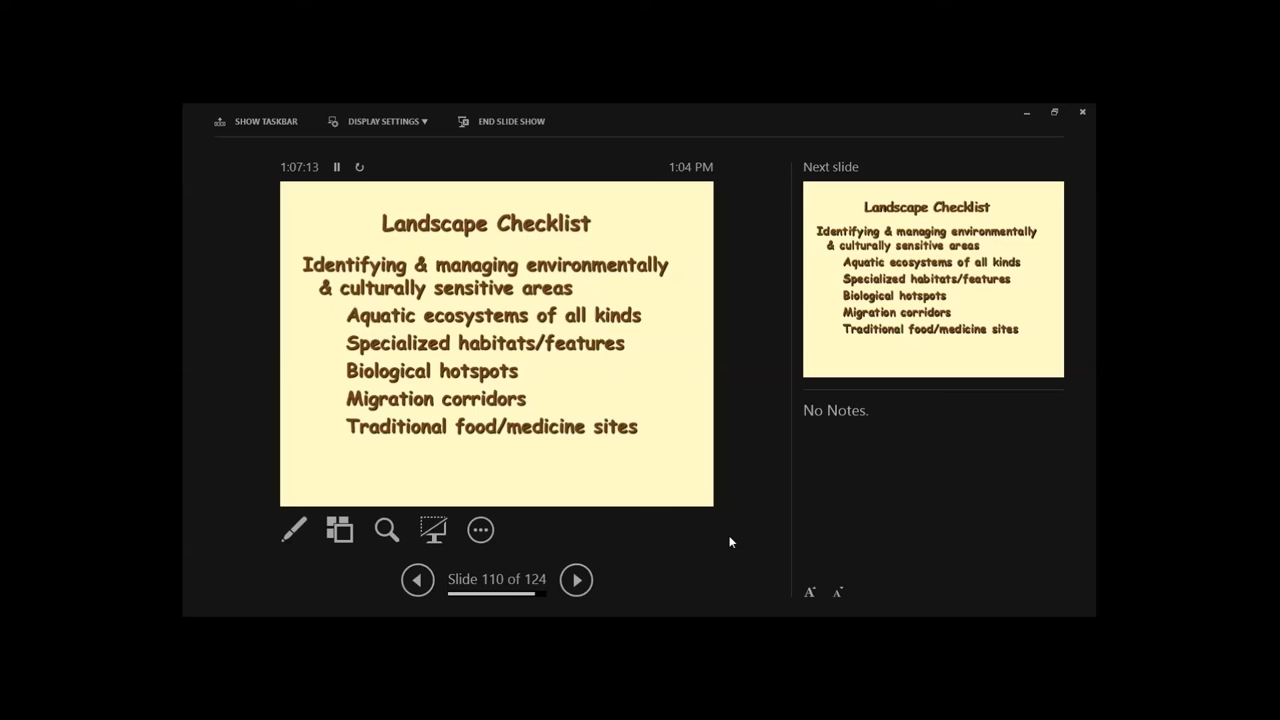 SHOW TASKBAR
DISPLAY SETTINGS ▼
END SLIDE SHOW
1:07:13
1:04 PM
Landscape Checklist
Identifying & managing environmentally
& culturally sensitive areas
Aquatic ecosystems of all kinds
Specialized habitats/features
Biological hotspots
Migration corridors
Traditional food/medicine sites
Slide 110 of 124
Next slide
Landscape Checklist
Identifying & managing environmentally
& culturally sensitive areas
Aquatic ecosystems of all kinds
Specialized habitats/features
Biological hotspots
Migration corridors
Traditional food/medicine sites
No Notes.
A A